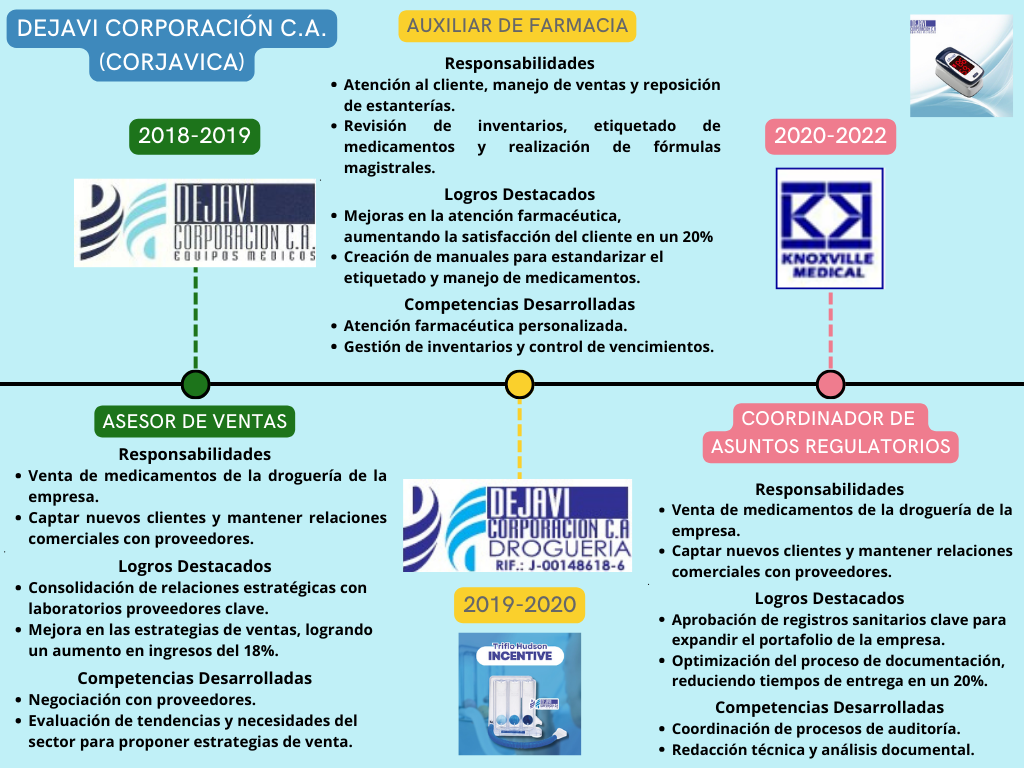 DEJAVI CORPORACIÓN C.A.
(CORJAVICA)
2018-2019
DEJAVI
CORPORACION C.A.
EQUIPOS MEDICOS
ASESOR DE VENTAS
Responsabilidades
• Venta de medicamentos de la droguería de la
empresa.
• Captar nuevos clientes y mantener relaciones
comerciales con proveedores.
Logros Destacados
• Consolidación de relaciones estratégicas con
laboratorios proveedores clave.
• Mejora en las estrategias de ventas, logrando
un aumento en ingresos del 18%.
Competencias Desarrolladas
• Negociación con proveedores.
• Evaluación de tendencias y necesidades del
sector para proponer estrategias de venta.
AUXILIAR DE FARMACIA
Responsabilidades
• Atención al cliente, manejo de ventas y reposición
de estanterías.
• Revisión de inventarios, etiquetado de
medicamentos y realización de fórmulas
magistrales.
Logros Destacados
• Mejoras en la atención farmacéutica,
aumentando la satisfacción del cliente en un 20%
• Creación de manuales para estandarizar el
etiquetado y manejo de medicamentos.
Competencias Desarrolladas
• Atención farmacéutica personalizada.
• Gestión de inventarios y control de vencimientos.
DEJAVI
CORPORACION C.A
DROGUERIA
RIF.: J-00148618-6
2019-2020
Triflo Hudson
INCENTIVE
2020-2022
KNOXVILLE
MEDICAL
COORDINADOR DE
ASUNTOS REGULATORIOS
Responsabilidades
• Venta de medicamentos de la droguería de la
empresa.
• Captar nuevos clientes y mantener relaciones
comerciales con proveedores.
Logros Destacados
• Aprobación de registros sanitarios clave para
expandir el portafolio de la empresa.
• Optimización del proceso de documentación,
reduciendo tiempos de entrega en un 20%.
Competencias Desarrolladas
• Coordinación de procesos de auditoría.
• Redacción técnica y análisis documental.